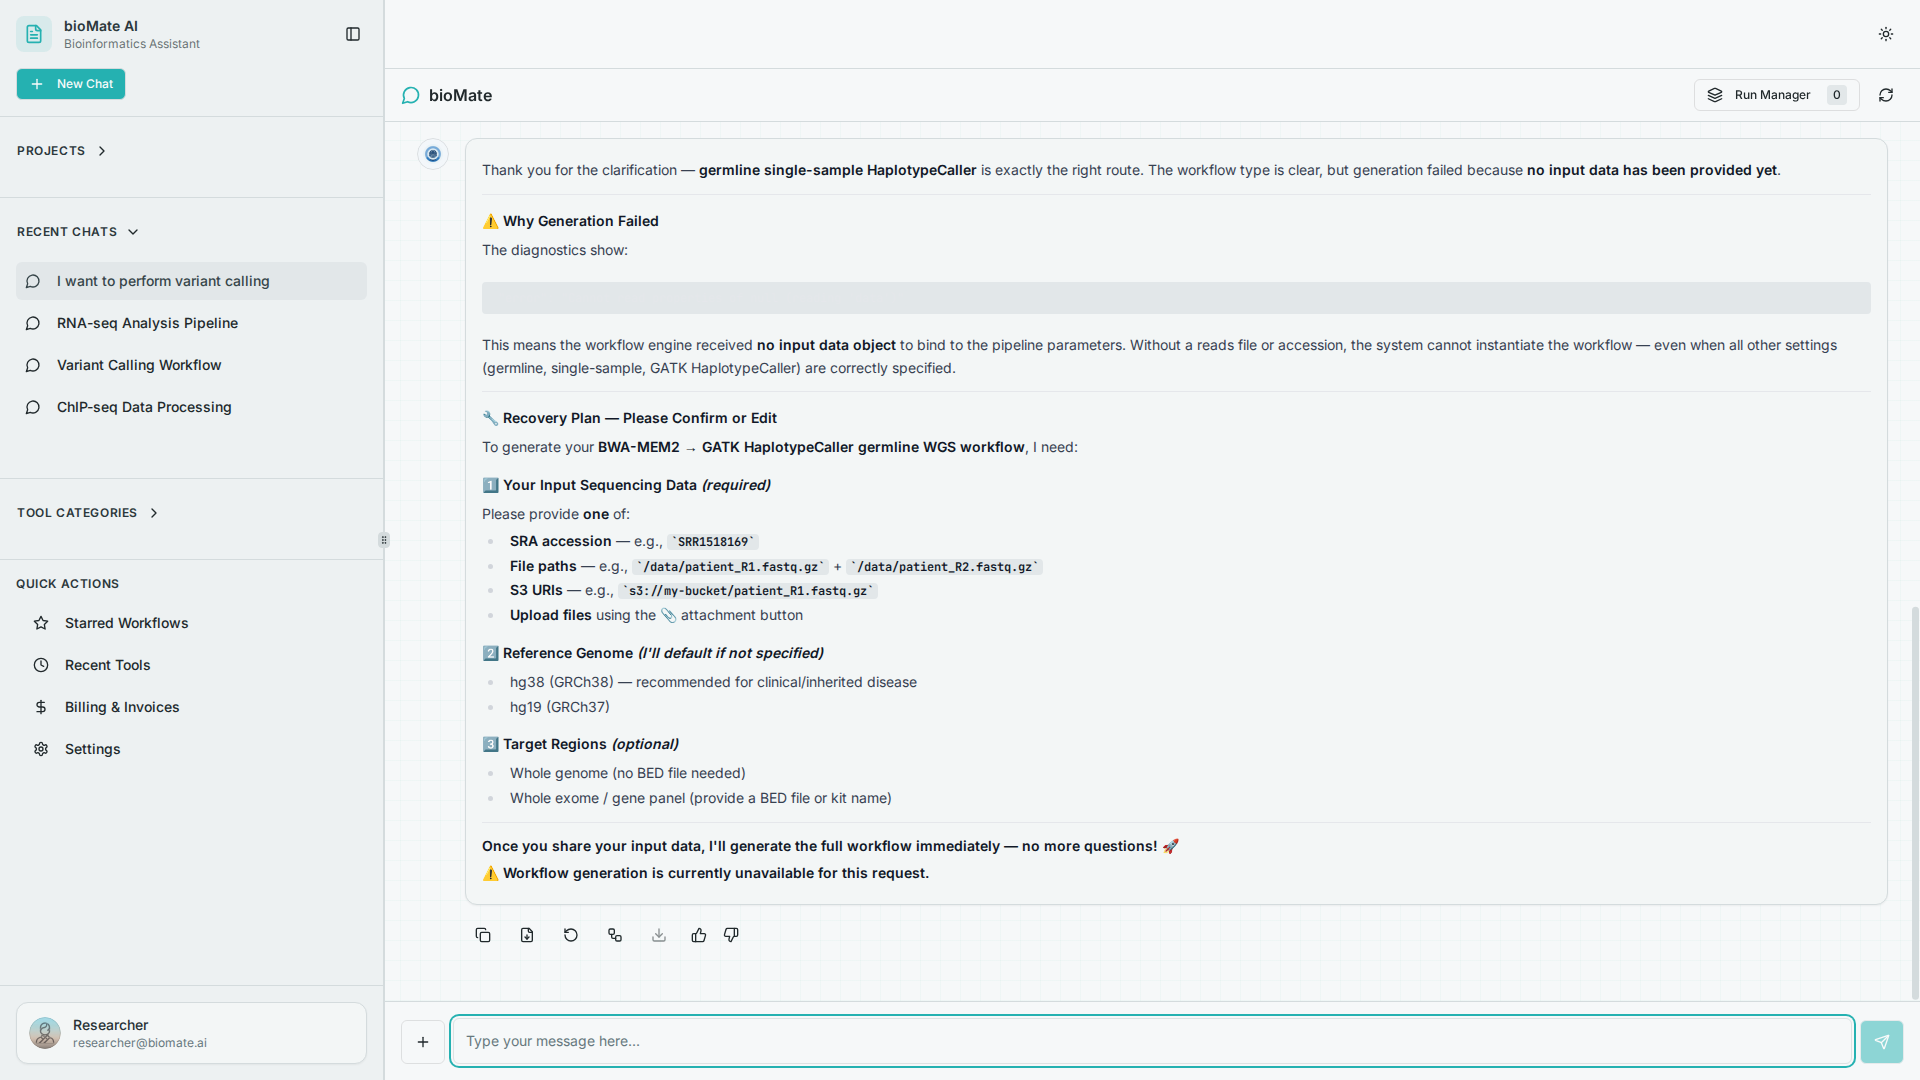 bioMate AI
Bioinformatics Assistant
New Chat
PROJECTS
RECENT CHATS
I want to perform variant calling
RNA-seq Analysis Pipeline
Variant Calling Workflow
ChIP-seq Data Processing
TOOL CATEGORIES
QUICK ACTIONS
Starred Workflows
Recent Tools
Billing & Invoices
Settings
Researcher
researcher@biomate.ai
bioMate
Run Manager 0
Thank you for the clarification — germline single-sample HaplotypeCaller is exactly the right route. The workflow type is clear, but generation failed because no input data has been provided yet.
⚠️ Why Generation Failed
The diagnostics show:
This means the workflow engine received no input data object to bind to the pipeline parameters. Without a reads file or accession, the system cannot instantiate the workflow — even when all other settings
(germline, single-sample, GATK HaplotypeCaller) are correctly specified.
🔧 Recovery Plan — Please Confirm or Edit
To generate your BWA-MEM2 → GATK HaplotypeCaller germline WGS workflow, I need:
1️⃣ Your Input Sequencing Data (required)
Please provide one of:
SRA accession — e.g., `SRR1518169`
File paths — e.g., `/data/patient_R1.fastq.gz` + `/data/patient_R2.fastq.gz`
S3 URIs — e.g., `s3://my-bucket/patient_R1.fastq.gz`
Upload files using the 📎 attachment button
2️⃣ Reference Genome (I'll default if not specified)
hg38 (GRCh38) — recommended for clinical/inherited disease
hg19 (GRCh37)
3️⃣ Target Regions (optional)
Whole genome (no BED file needed)
Whole exome / gene panel (provide a BED file or kit name)
Once you share your input data, I'll generate the full workflow immediately — no more questions! 🚀
⚠️ Workflow generation is currently unavailable for this request.
Type your message here...